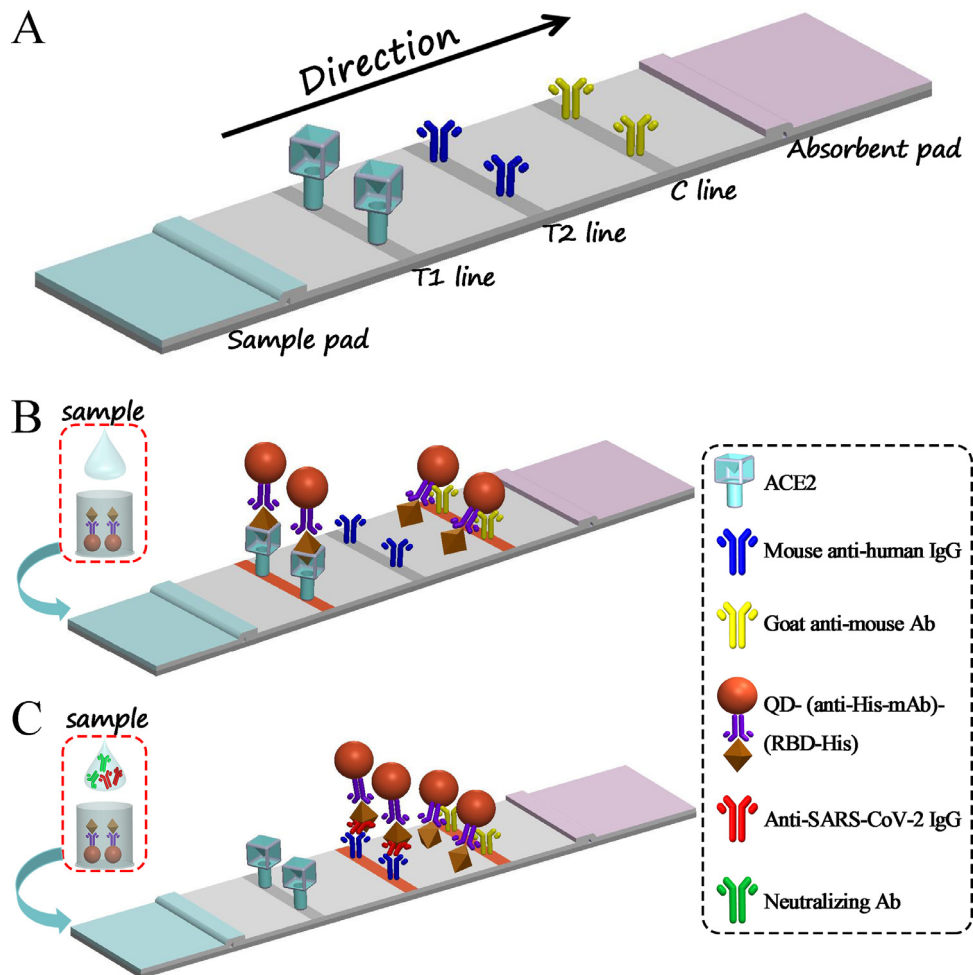 A
Direction
Absorbent pad
C line
T2 line
T1 line
Sample pad
B
sample
C
sample
ACE2
Mouse anti-human IgG
Goat anti-mouse Ab
QD- (anti-His-mAb)-
(RBD-His)
Anti-SARS-CoV-2 IgG
Neutralizing Ab